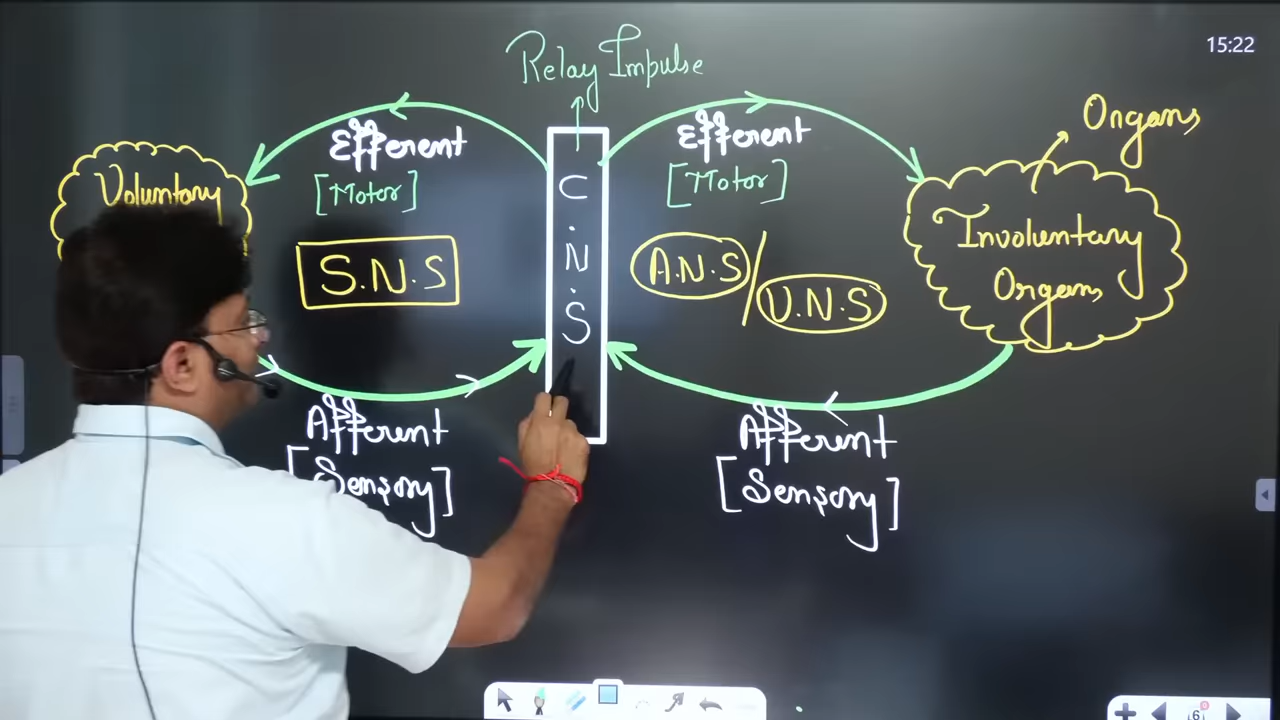 15:22
Relay Impulse
Efferent
[Motor]
Efferent
[Motor]
Organs
Voluntary
C.N.S
S.N.S
A.N.S / V.N.S
Involuntary
Organs
Afferent
[Sensory]
Afferent
[Sensory]